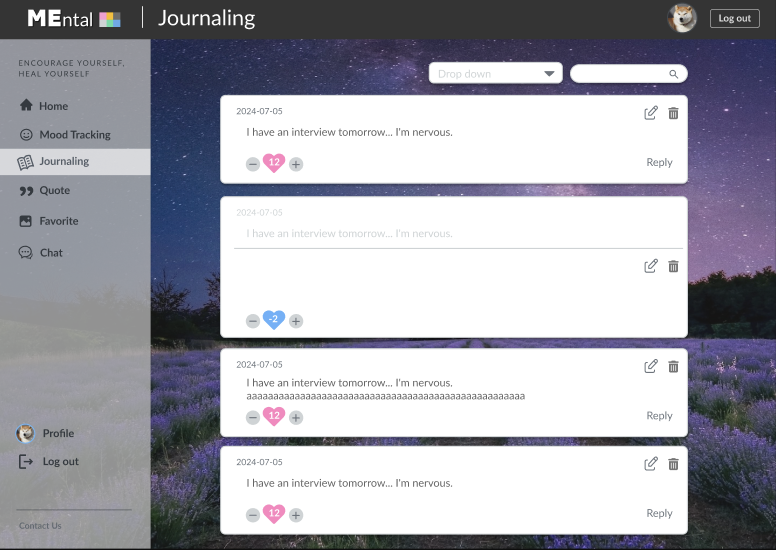 MEntal
Journaling
Log out
ENCOURAGE YOURSELF,
HEAL YOURSELF
Home
Mood Tracking
Journaling
Quote
Favorite
Chat
Profile
Log out
Contact Us
Drop down
2024-07-05
I have an interview tomorrow... I'm nervous.
12
Reply
2024-07-05
I have an interview tomorrow... I'm nervous.
-2
2024-07-05
I have an interview tomorrow... I'm nervous.
aaaaaaaaaaaaaaaaaaaaaaaaaaaaaaaaaaaaaaaaaaaaaaaaaaaa
12
Reply
2024-07-05
I have an interview tomorrow... I'm nervous.
12
Reply